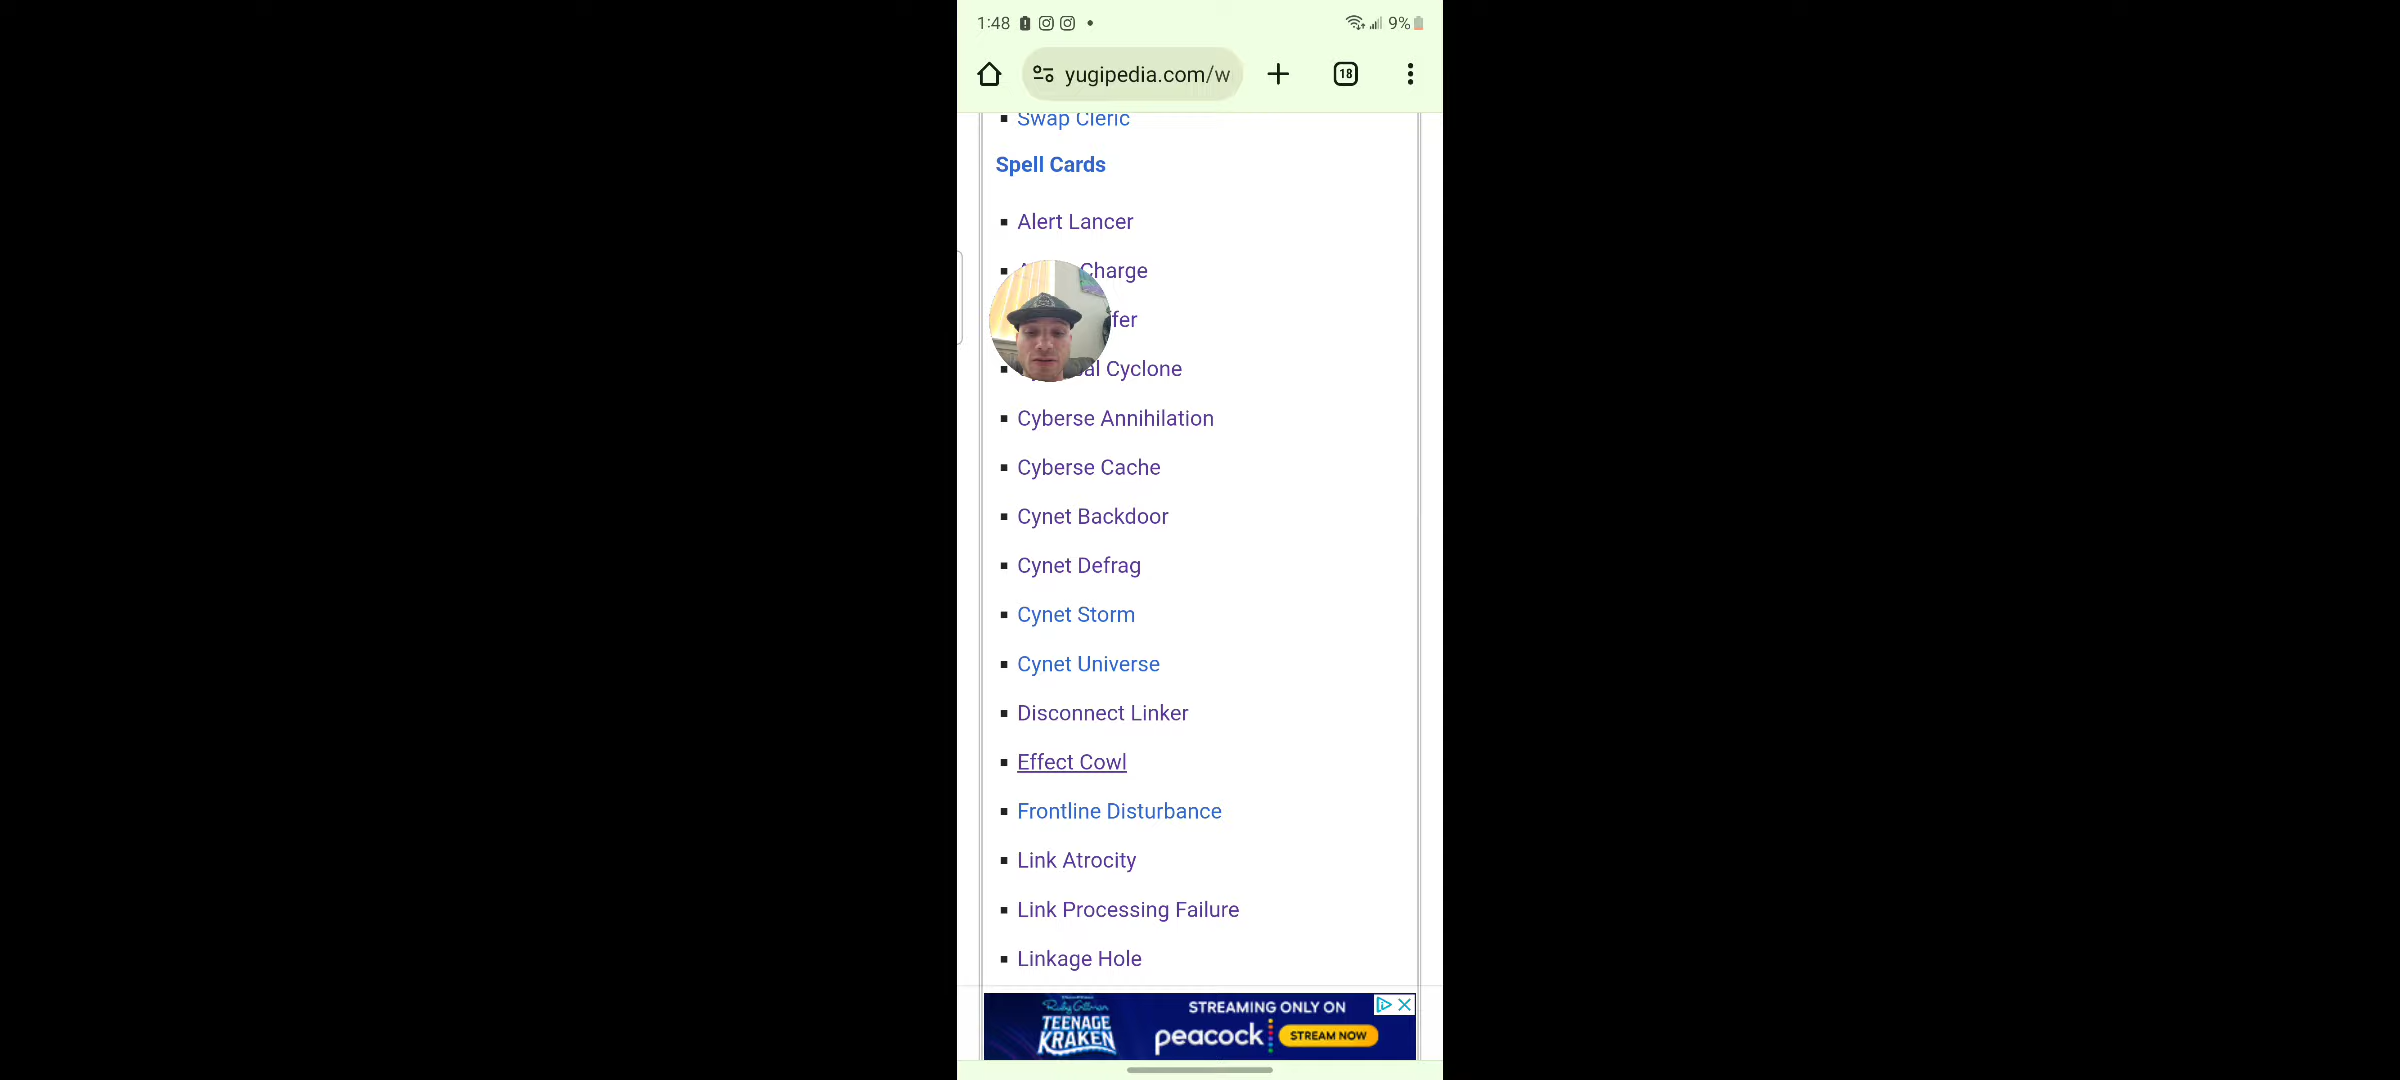 1:48
9%
yugipedia.com/w
18
Swap Cleric
Spell Cards
Alert Lancer
Charge
fer
al Cyclone
Cyberse Annihilation
Cyberse Cache
Cynet Backdoor
Cynet Defrag
Cynet Storm
Cynet Universe
Disconnect Linker
Effect Cowl
Frontline Disturbance
Link Atrocity
Link Processing Failure
Linkage Hole
Ruby Gillman
TEENAGE
KRAKEN
STREAMING ONLY ON
peacock
STREAM NOW